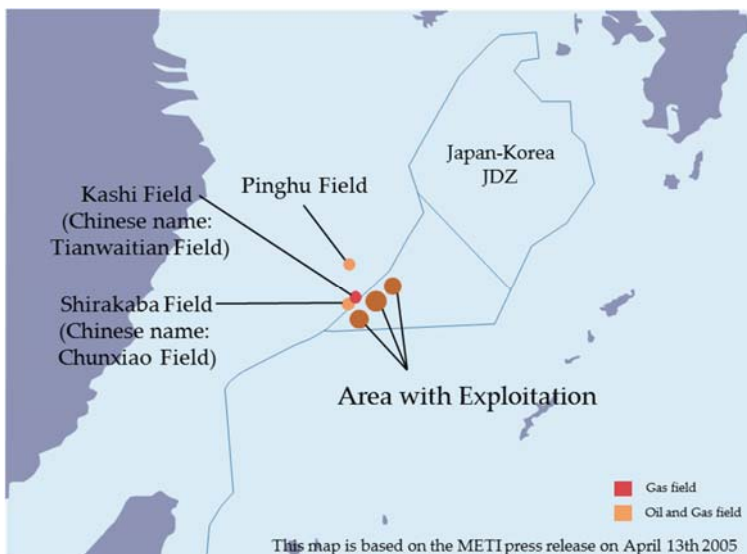 Japan-Korea
JDZ
Pinghu Field
Kashi Field
(Chinese name:
Tianwaitian Field)
Shirakaba Field
(Chinese name:
Chunxiao Field)
Area with Exploitation
Gas field
Oil and Gas field
This map is based on the METI press release on April 13th 2005